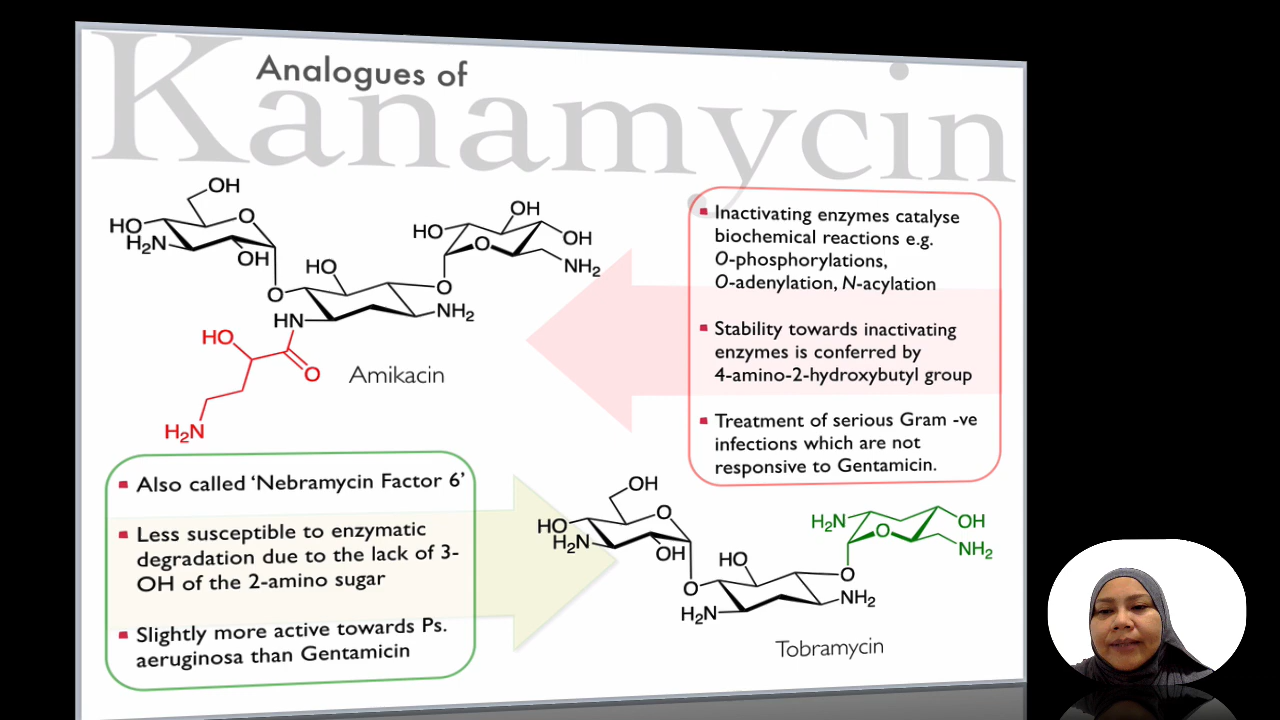 Analogues of
Kanamycin
OH
HO
O
H₂N
OH
O
HO
HN
HO
O
H₂N
OH
HO
OH
O
NH₂
O
NH₂
Amikacin
▪ Inactivating enzymes catalyse
biochemical reactions e.g.
O-phosphorylations,
O-adenylation, N-acylation
▪ Stability towards inactivating
enzymes is conferred by
4-amino-2-hydroxybutyl group
▪ Treatment of serious Gram -ve
infections which are not
responsive to Gentamicin.
▪ Also called ‘Nebramycin Factor 6’
▪ Less susceptible to enzymatic
degradation due to the lack of 3-
OH of the 2-amino sugar
▪ Slightly more active towards Ps.
aeruginosa than Gentamicin
OH
HO
O
H₂N
OH
O
HO
H₂N
H₂N
O
OH
NH₂
O
NH₂
Tobramycin